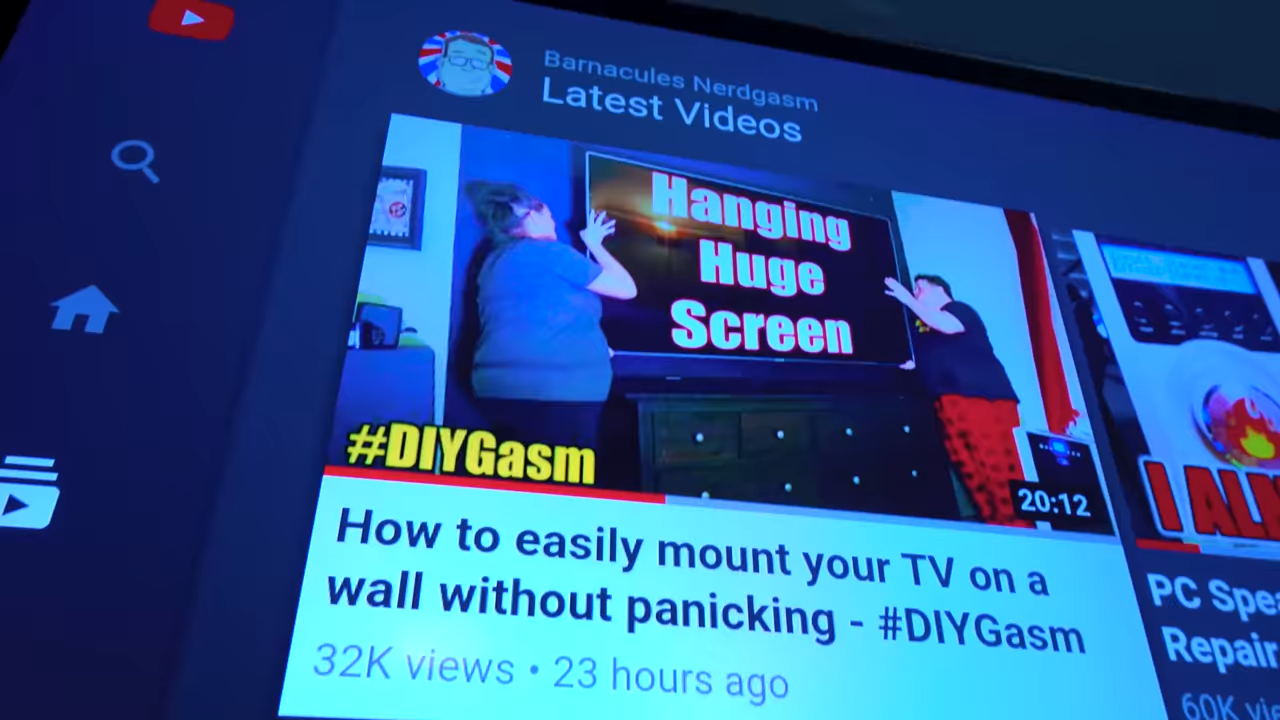 Barnacules Nerdgasm
Latest Videos
Hanging
Huge
Screen
#DIYGasm
20:12
How to easily mount your TV on a
wall without panicking - #DIYGasm
32K views • 23 hours ago
PC
Repair
60K